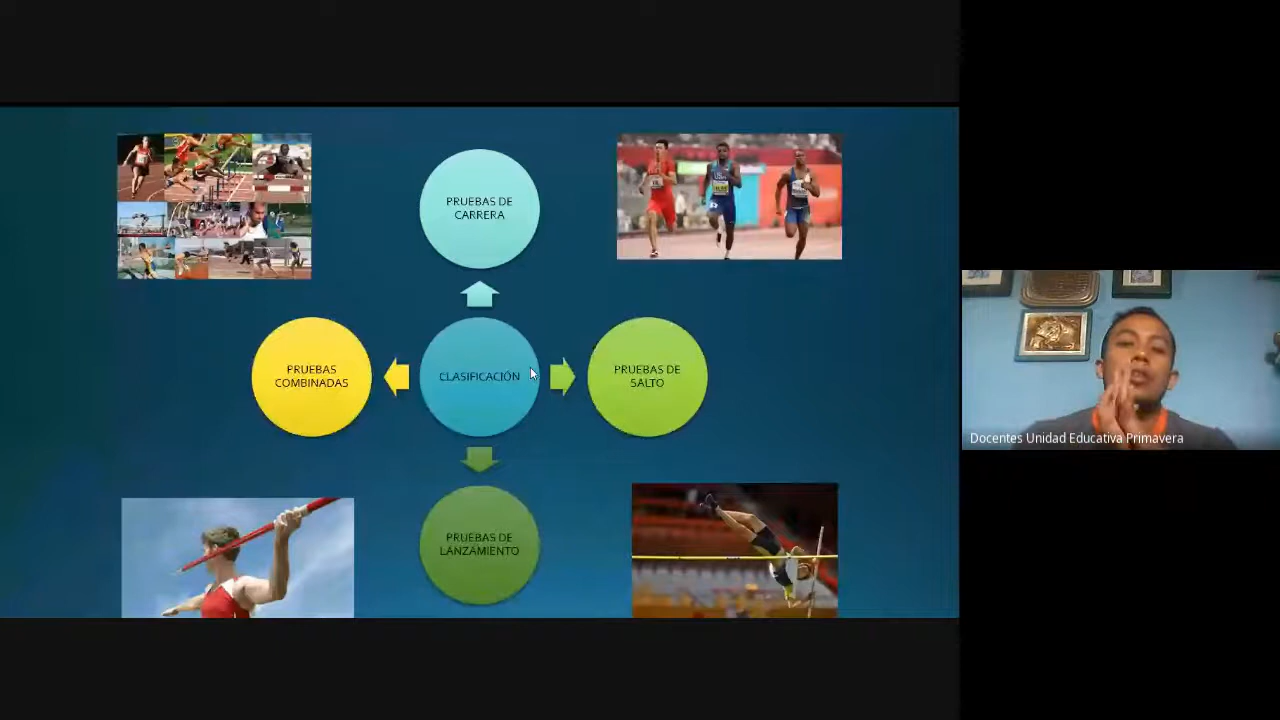 PRUEBAS DE
CARRERA
PRUEBAS
COMBINADAS
CLASIFICACIÓN
PRUEBAS DE
SALTO
PRUEBAS DE
LANZAMIENTO
Docentes Unidad Educativa Primavera